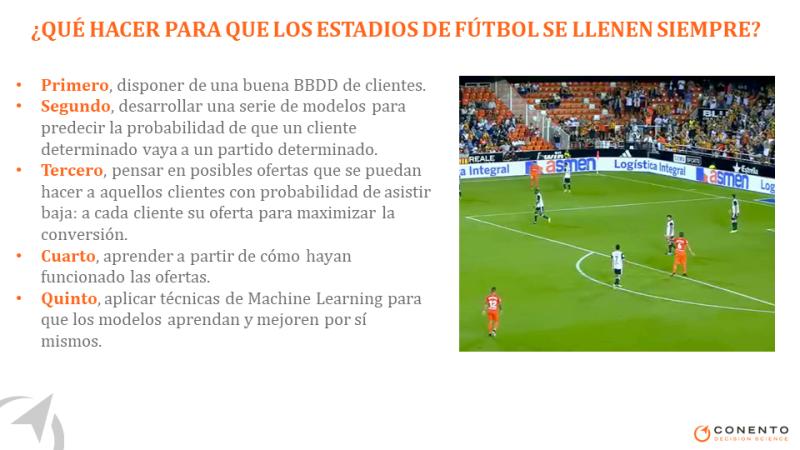 ¿QUÉ HACER PARA QUE LOS ESTADIOS DE FÚTBOL SE LLENEN SIEMPRE?
• Primero, disponer de una buena BBDD de clientes.
• Segundo, desarrollar una serie de modelos para
predecir la probabilidad de que un cliente
determinado vaya a un partido determinado.
• Tercero, pensar en posibles ofertas que se puedan
hacer a aquellos clientes con probabilidad de asistir
baja: a cada cliente su oferta para maximizar la
conversión.
• Cuarto, aprender a partir de cómo hayan
funcionado las ofertas.
• Quinto, aplicar técnicas de Machine Learning para
que los modelos aprendan y mejoren por sí
mismos.
REALE
Integral
asmen
Logística Integral
asmen
12
CONENTO
DECISION SCIENCE